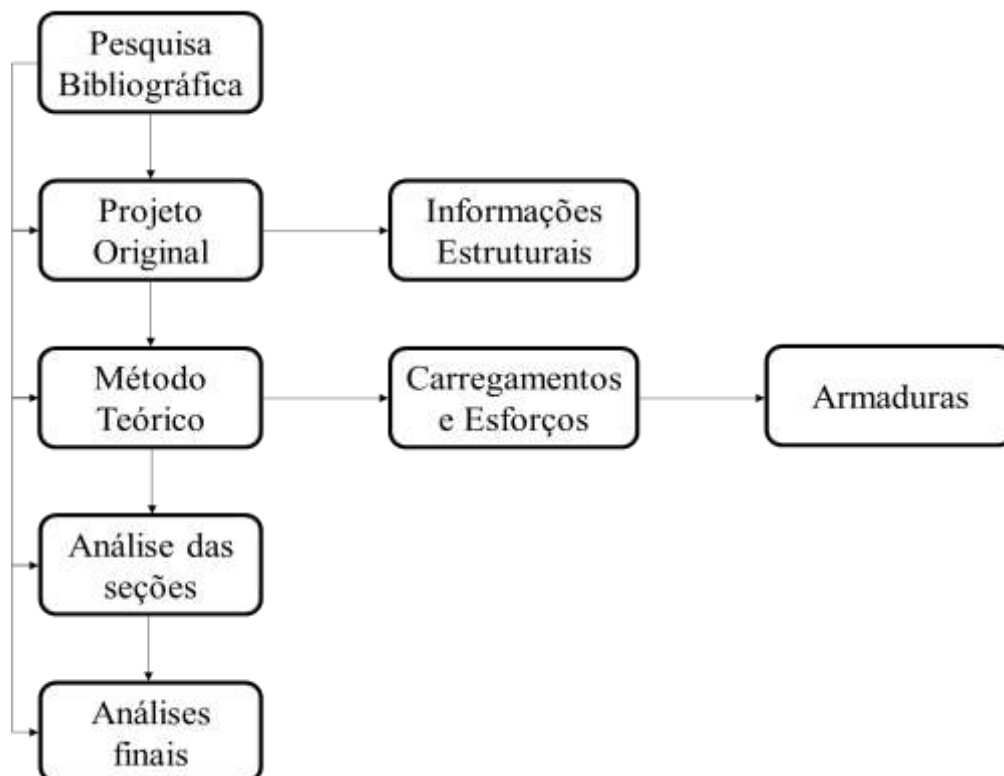 Pesquisa
Bibliográfica
Projeto
Original
Informações
Estruturais
Método
Teórico
Carregamentos
e Esforços
Armaduras
Análise das
seções
Análises
finais